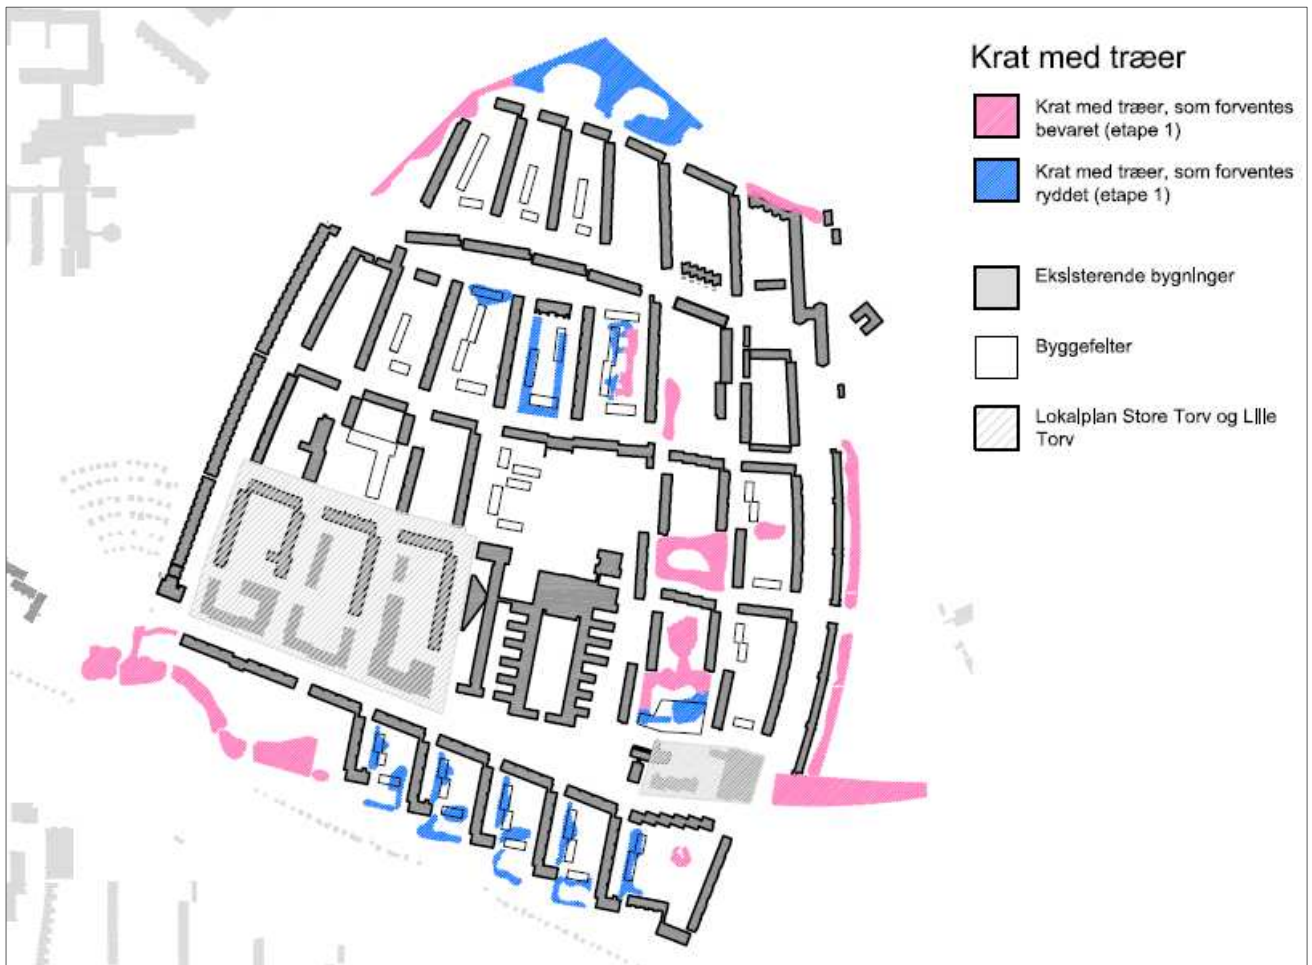 Krat med træer
Krat med træer, som forventes
bevaret (etape 1)
Krat med træer, som forventes
ryddet (etape 1)
Eksisterende bygninger
Byggefelter
Lokalplan Store Torv og Lille
Torv